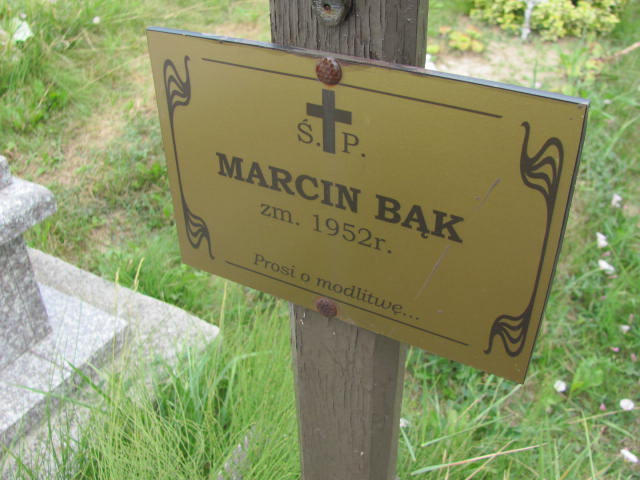 Ś. P.
MARCIN BĄK
zm. 1952r.
Prosi o modlitwę...